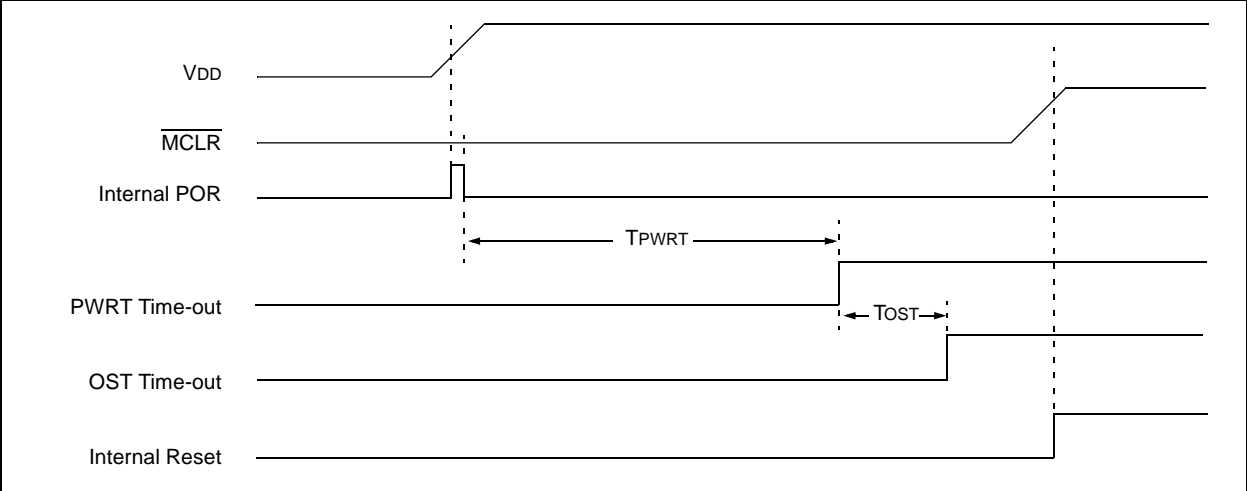 VDD
MCLR
Internal POR
TPWRT
PWRT Time-out
TOST
OST Time-out
Internal Reset